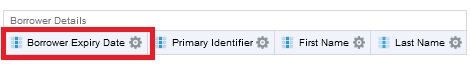 Borrower Details
Borrower Expiry Date Primary Identifier First Name Last Name